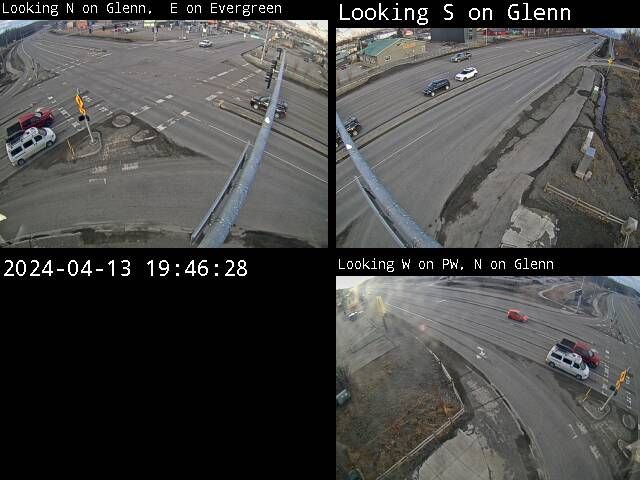 Looking N on Glenn,  E on Evergreen
Looking S on Glenn
2024-04-13 19:46:28
Looking W on PW, N on Glenn